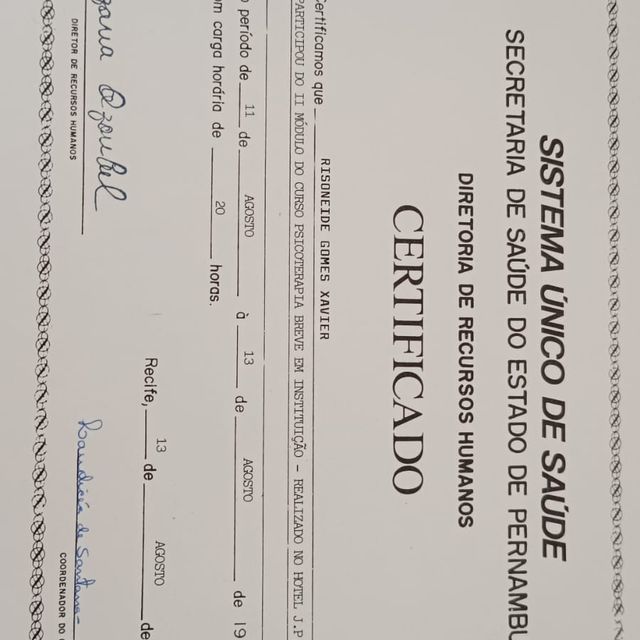 SISTEMA ÚNICO DE SAÚDE
SECRETARIA DE SAÚDE DO ESTADO DE PERNAMBU
DIRETORIA DE RECURSOS HUMANOS
CERTIFICADO
Certificamos que RISONEIDE GOMES XAVIER
PARTICIPOU DO II MÓDULO DO CURSO PSICOTERAPIA BREVE EM INSTITUIÇÃO - REALIZADO NO HOTEL J.P
o período de 11 de AGOSTO à 13 de AGOSTO de 19
om carga horária de 20 horas.
Recife, 13 de AGOSTO de
DIRETOR DE RECURSOS HUMANOS
COORDENADOR DO